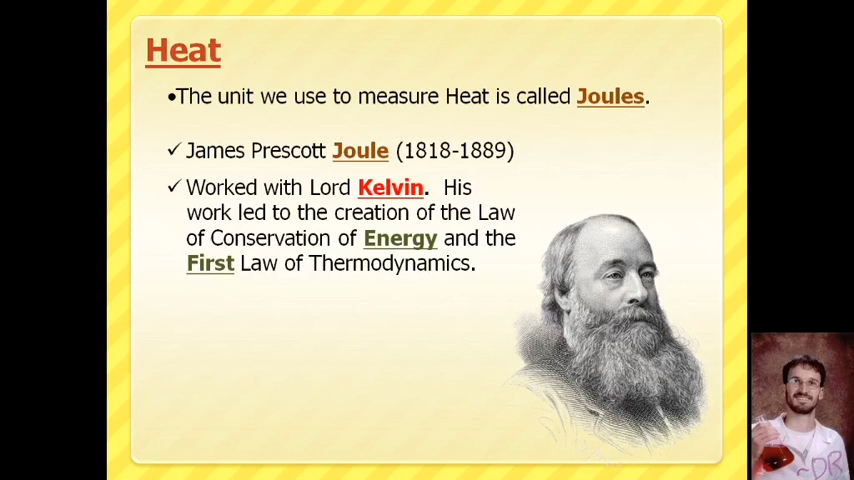 Heat
•The unit we use to measure Heat is called Joules.
✓James Prescott Joule (1818-1889)
✓Worked with Lord Kelvin. His
work led to the creation of the Law
of Conservation of Energy and the
First Law of Thermodynamics.
~DR